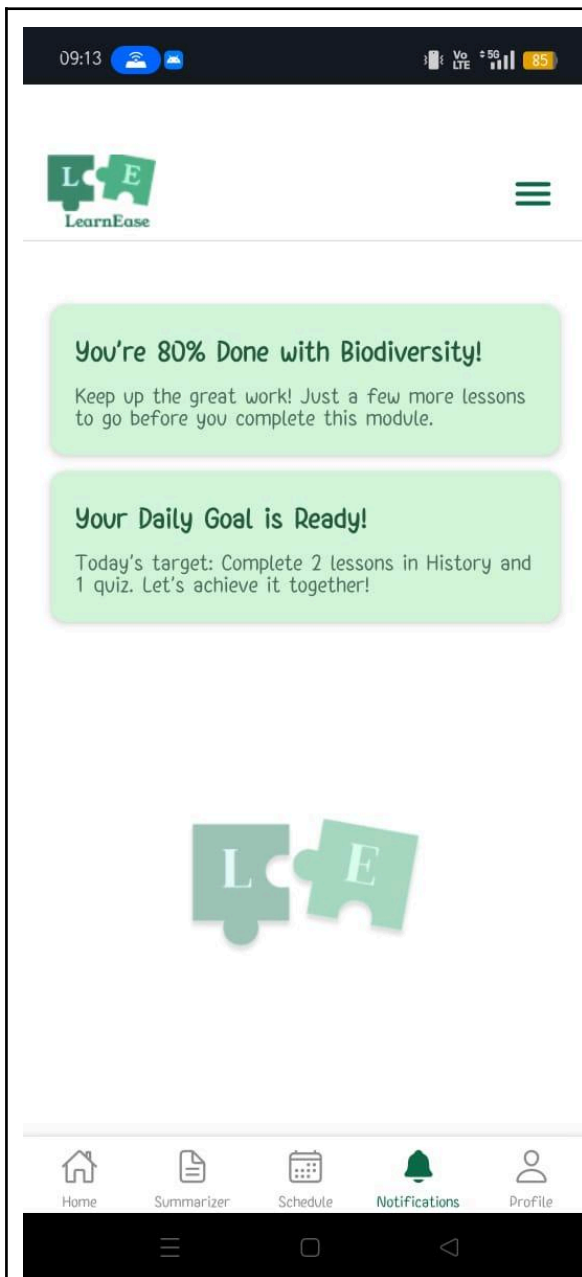 09:13
Vo
LTE
5G
85
L E
LearnEase
You're 80% Done with Biodiversity!
Keep up the great work! Just a few more lessons
to go before you complete this module.
Your Daily Goal is Ready!
Today's target: Complete 2 lessons in History and
1 quiz. Let's achieve it together!
L E
Home Summarizer Schedule Notifications Profile